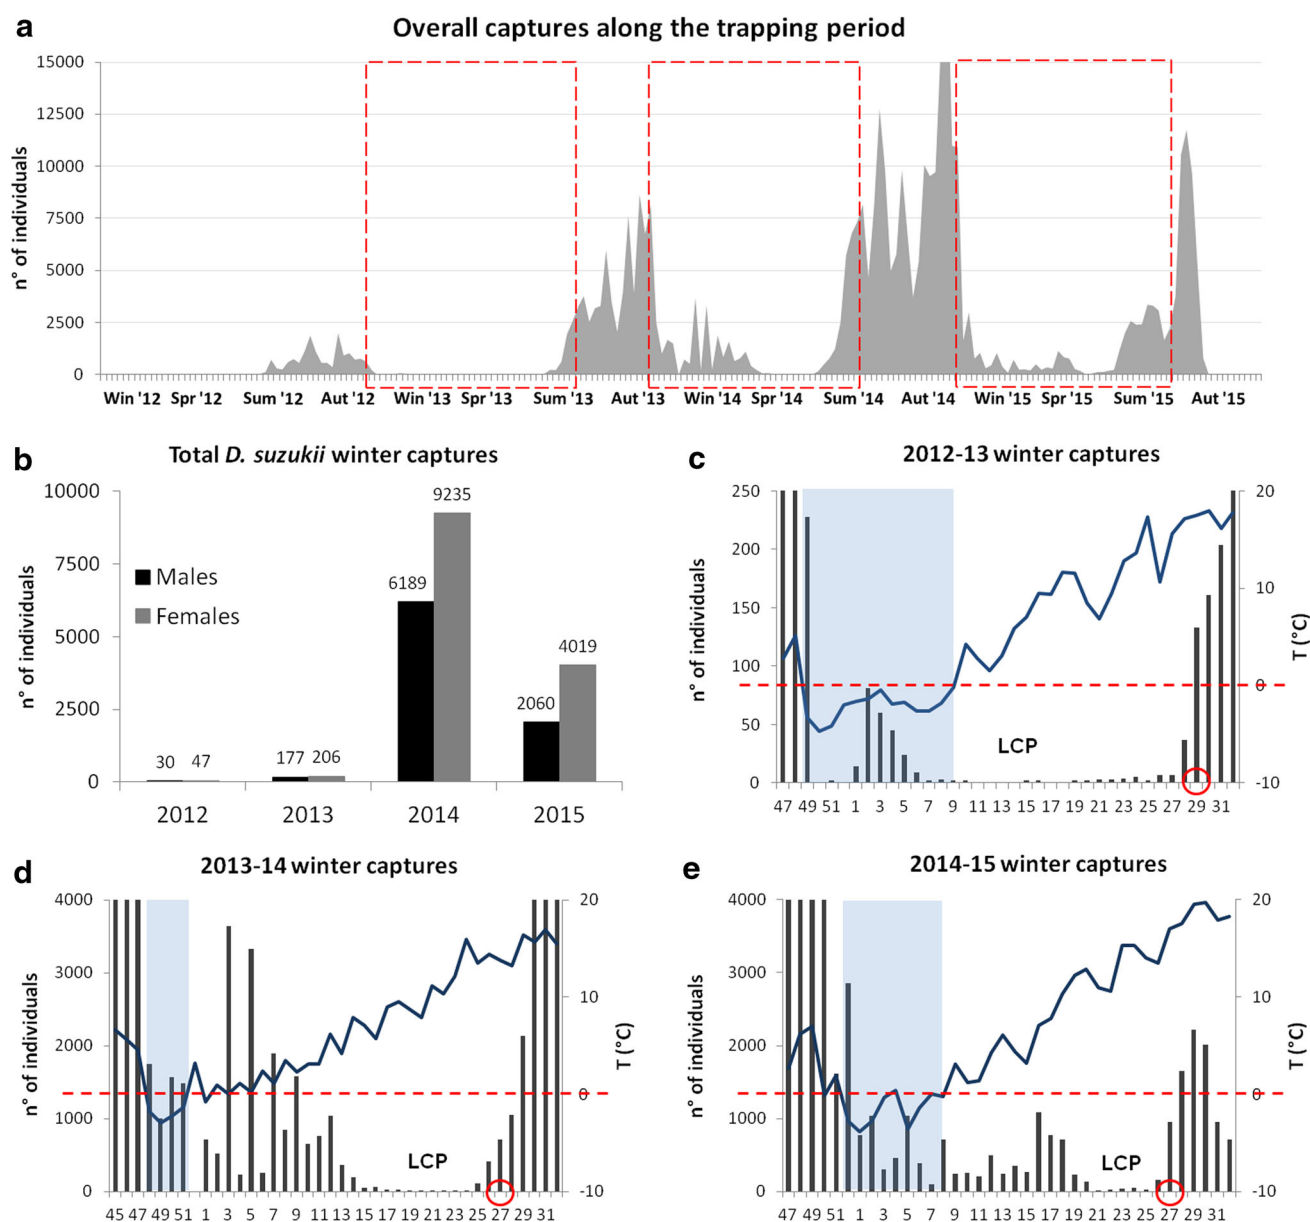 a
Overall captures along the trapping period
n° of individuals
15000
12500
10000
7500
5000
2500
0
Win '12 Spr '12 Sum '12 Aut '12 Win '13 Spr '13 Sum '13 Aut '13 Win '14 Spr '14 Sum '14 Aut '14 Win '15 Spr '15 Sum '15 Aut '15
b
Total D. suzukii winter captures
n° of individuals
10000
7500
5000
2500
0
Males
Females
30 47
177 206
6189
9235
2060
4019
2012 2013 2014 2015
c
2012-13 winter captures
n° of individuals
250
200
150
100
50
0
LCP
20
10
0
-10
T (°C)
47 49 51 1 3 5 7 9 11 13 15 17 19 21 23 25 27 29 31
d
2013-14 winter captures
n° of individuals
4000
3000
2000
1000
0
LCP
20
10
0
-10
T (°C)
45 47 49 51 1 3 5 7 9 11 13 15 17 19 21 23 25 27 29 31
e
2014-15 winter captures
n° of individuals
4000
3000
2000
1000
0
LCP
20
10
0
-10
T (°C)
47 49 51 1 3 5 7 9 11 13 15 17 19 21 23 25 27 29 31